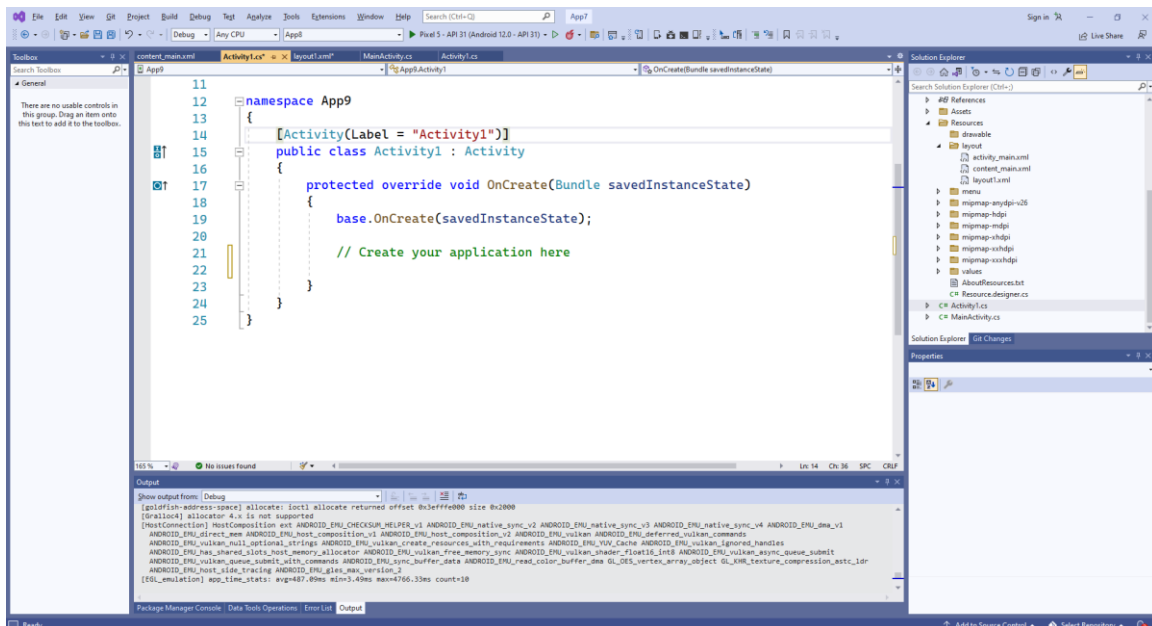 File Edit View Git Project Build Debug Test Analyze Tools Extensions Window Help Search (Ctrl+Q) App7 Sign in
Debug Any CPU App8 Pixel 5 - API 31 (Android 12.0 - API 31) Live Share
Toolbox
Search Toolbox
General
There are no usable controls in
this group. Drag an item onto
this text to add it to the toolbox.
content_main.xml Activity1.cs* layout1.xml* MainActivity.cs Activity1.cs
App9 App9.Activity1 OnCreate(Bundle savedInstanceState)
11
12 namespace App9
13 {
14 [Activity(Label = "Activity1")]
15 public class Activity1 : Activity
16 {
17 protected override void OnCreate(Bundle savedInstanceState)
18 {
19 base.OnCreate(savedInstanceState);
20
21 // Create your application here
22
23 }
24 }
25 }
165 % No issues found Ln: 14 Ch: 36 SPC CRLF
Output
Show output from: Debug
[goldfish-address-space] allocate: ioctl allocate returned offset 0x3efffe000 size 0x2000
[Gralloc4] allocator 4.x is not supported
[HostConnection] HostComposition ext ANDROID_EMU_CHECKSUM_HELPER_v1 ANDROID_EMU_native_sync_v2 ANDROID_EMU_native_sync_v3 ANDROID_EMU_native_sync_v4 ANDROID_EMU_dma_v1
ANDROID_EMU_direct_mem ANDROID_EMU_host_composition_v1 ANDROID_EMU_host_composition_v2 ANDROID_EMU_vulkan ANDROID_EMU_deferred_vulkan_commands
ANDROID_EMU_vulkan_null_optional_strings ANDROID_EMU_vulkan_create_resources_with_requirements ANDROID_EMU_YUV_Cache ANDROID_EMU_vulkan_ignored_handles
ANDROID_EMU_has_shared_slots_host_memory_allocator ANDROID_EMU_vulkan_free_memory_sync ANDROID_EMU_vulkan_shader_float16_int8 ANDROID_EMU_vulkan_async_queue_submit
ANDROID_EMU_vulkan_queue_submit_with_commands ANDROID_EMU_sync_buffer_data ANDROID_EMU_read_color_buffer_dma GL_OES_vertex_array_object GL_KHR_texture_compression_astc_ldr
ANDROID_EMU_host_side_tracing ANDROID_EMU_gles_max_version_2
[EGL_emulation] app_time_stats: avg=487.09ms min=3.49ms max=4766.33ms count=10
Package Manager Console Data Tools Operations Error List Output
Solution Explorer
Search Solution Explorer (Ctrl+;)
References
Assets
Resources
drawable
layout
activity_main.xml
content_main.xml
layout1.xml
menu
mipmap-anydpi-v26
mipmap-hdpi
mipmap-mdpi
mipmap-xhdpi
mipmap-xxhdpi
mipmap-xxxhdpi
values
AboutResources.txt
C# Resource.designer.cs
C# Activity1.cs
C# MainActivity.cs
Solution Explorer Git Changes
Properties
Ready Add to Source Control Select Repository